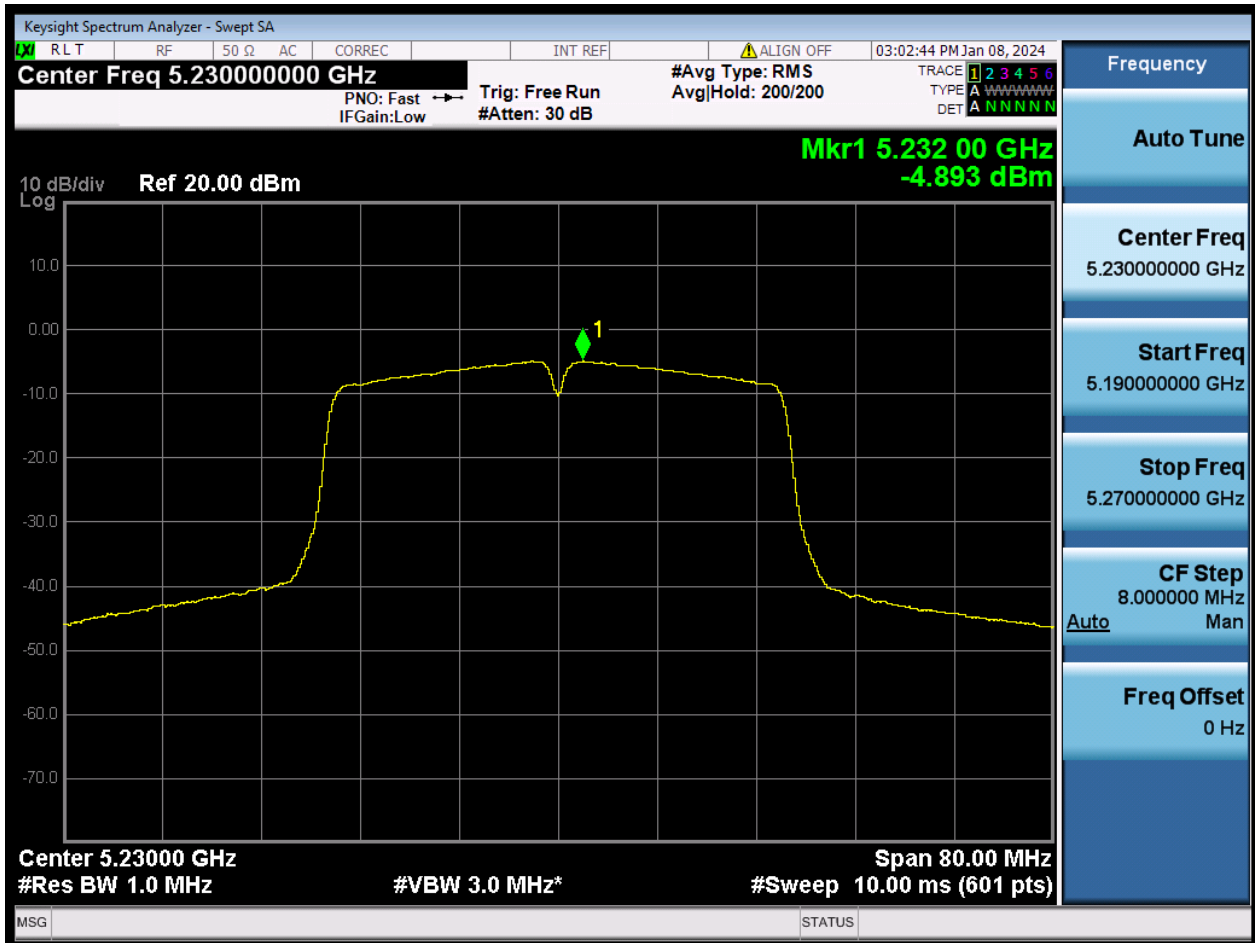 Keysight Spectrum Analyzer - Swept SA
LXI RLT RF 50 Ω AC CORREC INT REF ALIGN OFF 03:02:44 PM Jan 08, 2024
Center Freq 5.230000000 GHz
PNO: Fast
IFGain:Low
Trig: Free Run
#Atten: 30 dB
#Avg Type: RMS
Avg|Hold: 200/200
TRACE 1 2 3 4 5 6
TYPE A WWWWW
DET A N N N N N
Mkr1 5.232 00 GHz
-4.893 dBm
10 dB/div Ref 20.00 dBm
Log
10.0
0.00
1
-10.0
-20.0
-30.0
-40.0
-50.0
-60.0
-70.0
Center 5.23000 GHz Span 80.00 MHz
#Res BW 1.0 MHz #VBW 3.0 MHz* #Sweep 10.00 ms (601 pts)
MSG STATUS
Frequency
Auto Tune
Center Freq
5.230000000 GHz
Start Freq
5.190000000 GHz
Stop Freq
5.270000000 GHz
CF Step
8.000000 MHz
Auto Man
Freq Offset
0 Hz